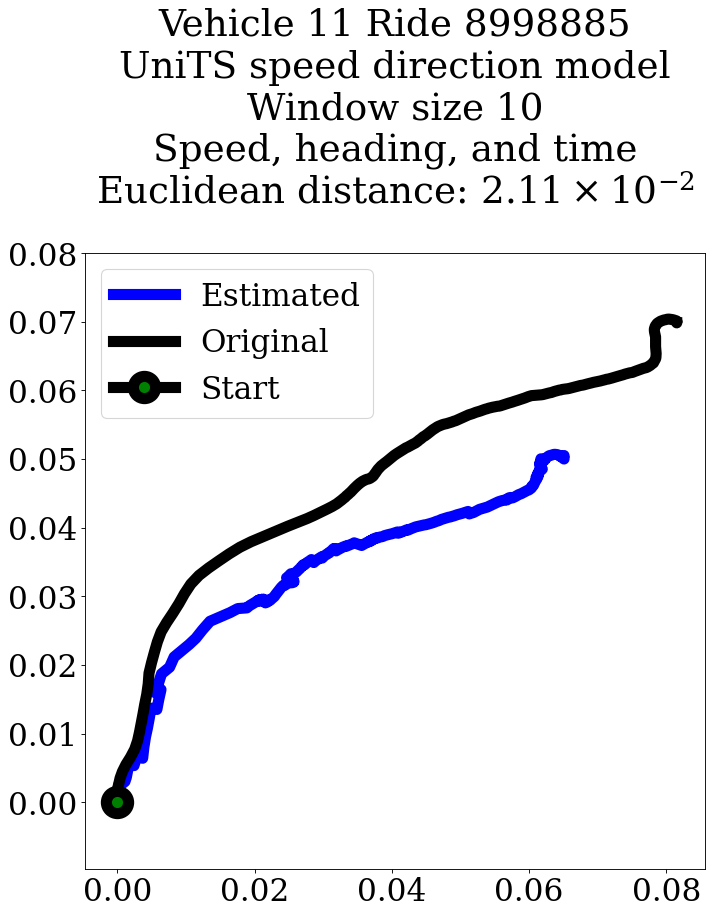 Vehicle 11 Ride 8998885
UniTS speed direction model
Window size 10
Speed, heading, and time
Euclidean distance: 2.11 × 10⁻²
0.08
0.07
0.06
0.05
0.04
0.03
0.02
0.01
0.00
Estimated
Original
Start
0.00 0.02 0.04 0.06 0.08